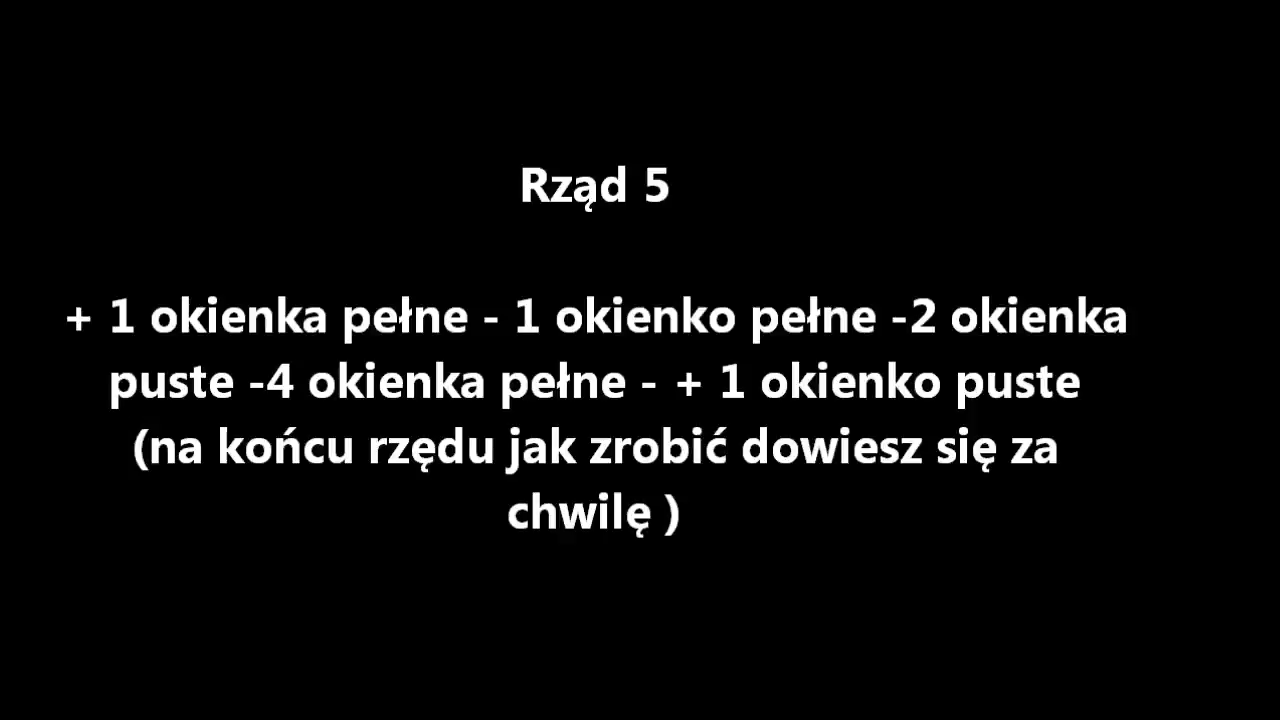 Rząd 5
+ 1 okienka pełne - 1 okienko pełne -2 okienka
puste -4 okienka pełne - + 1 okienko puste
(na końcu rzędu jak zrobić dowiesz się za
chwilę )